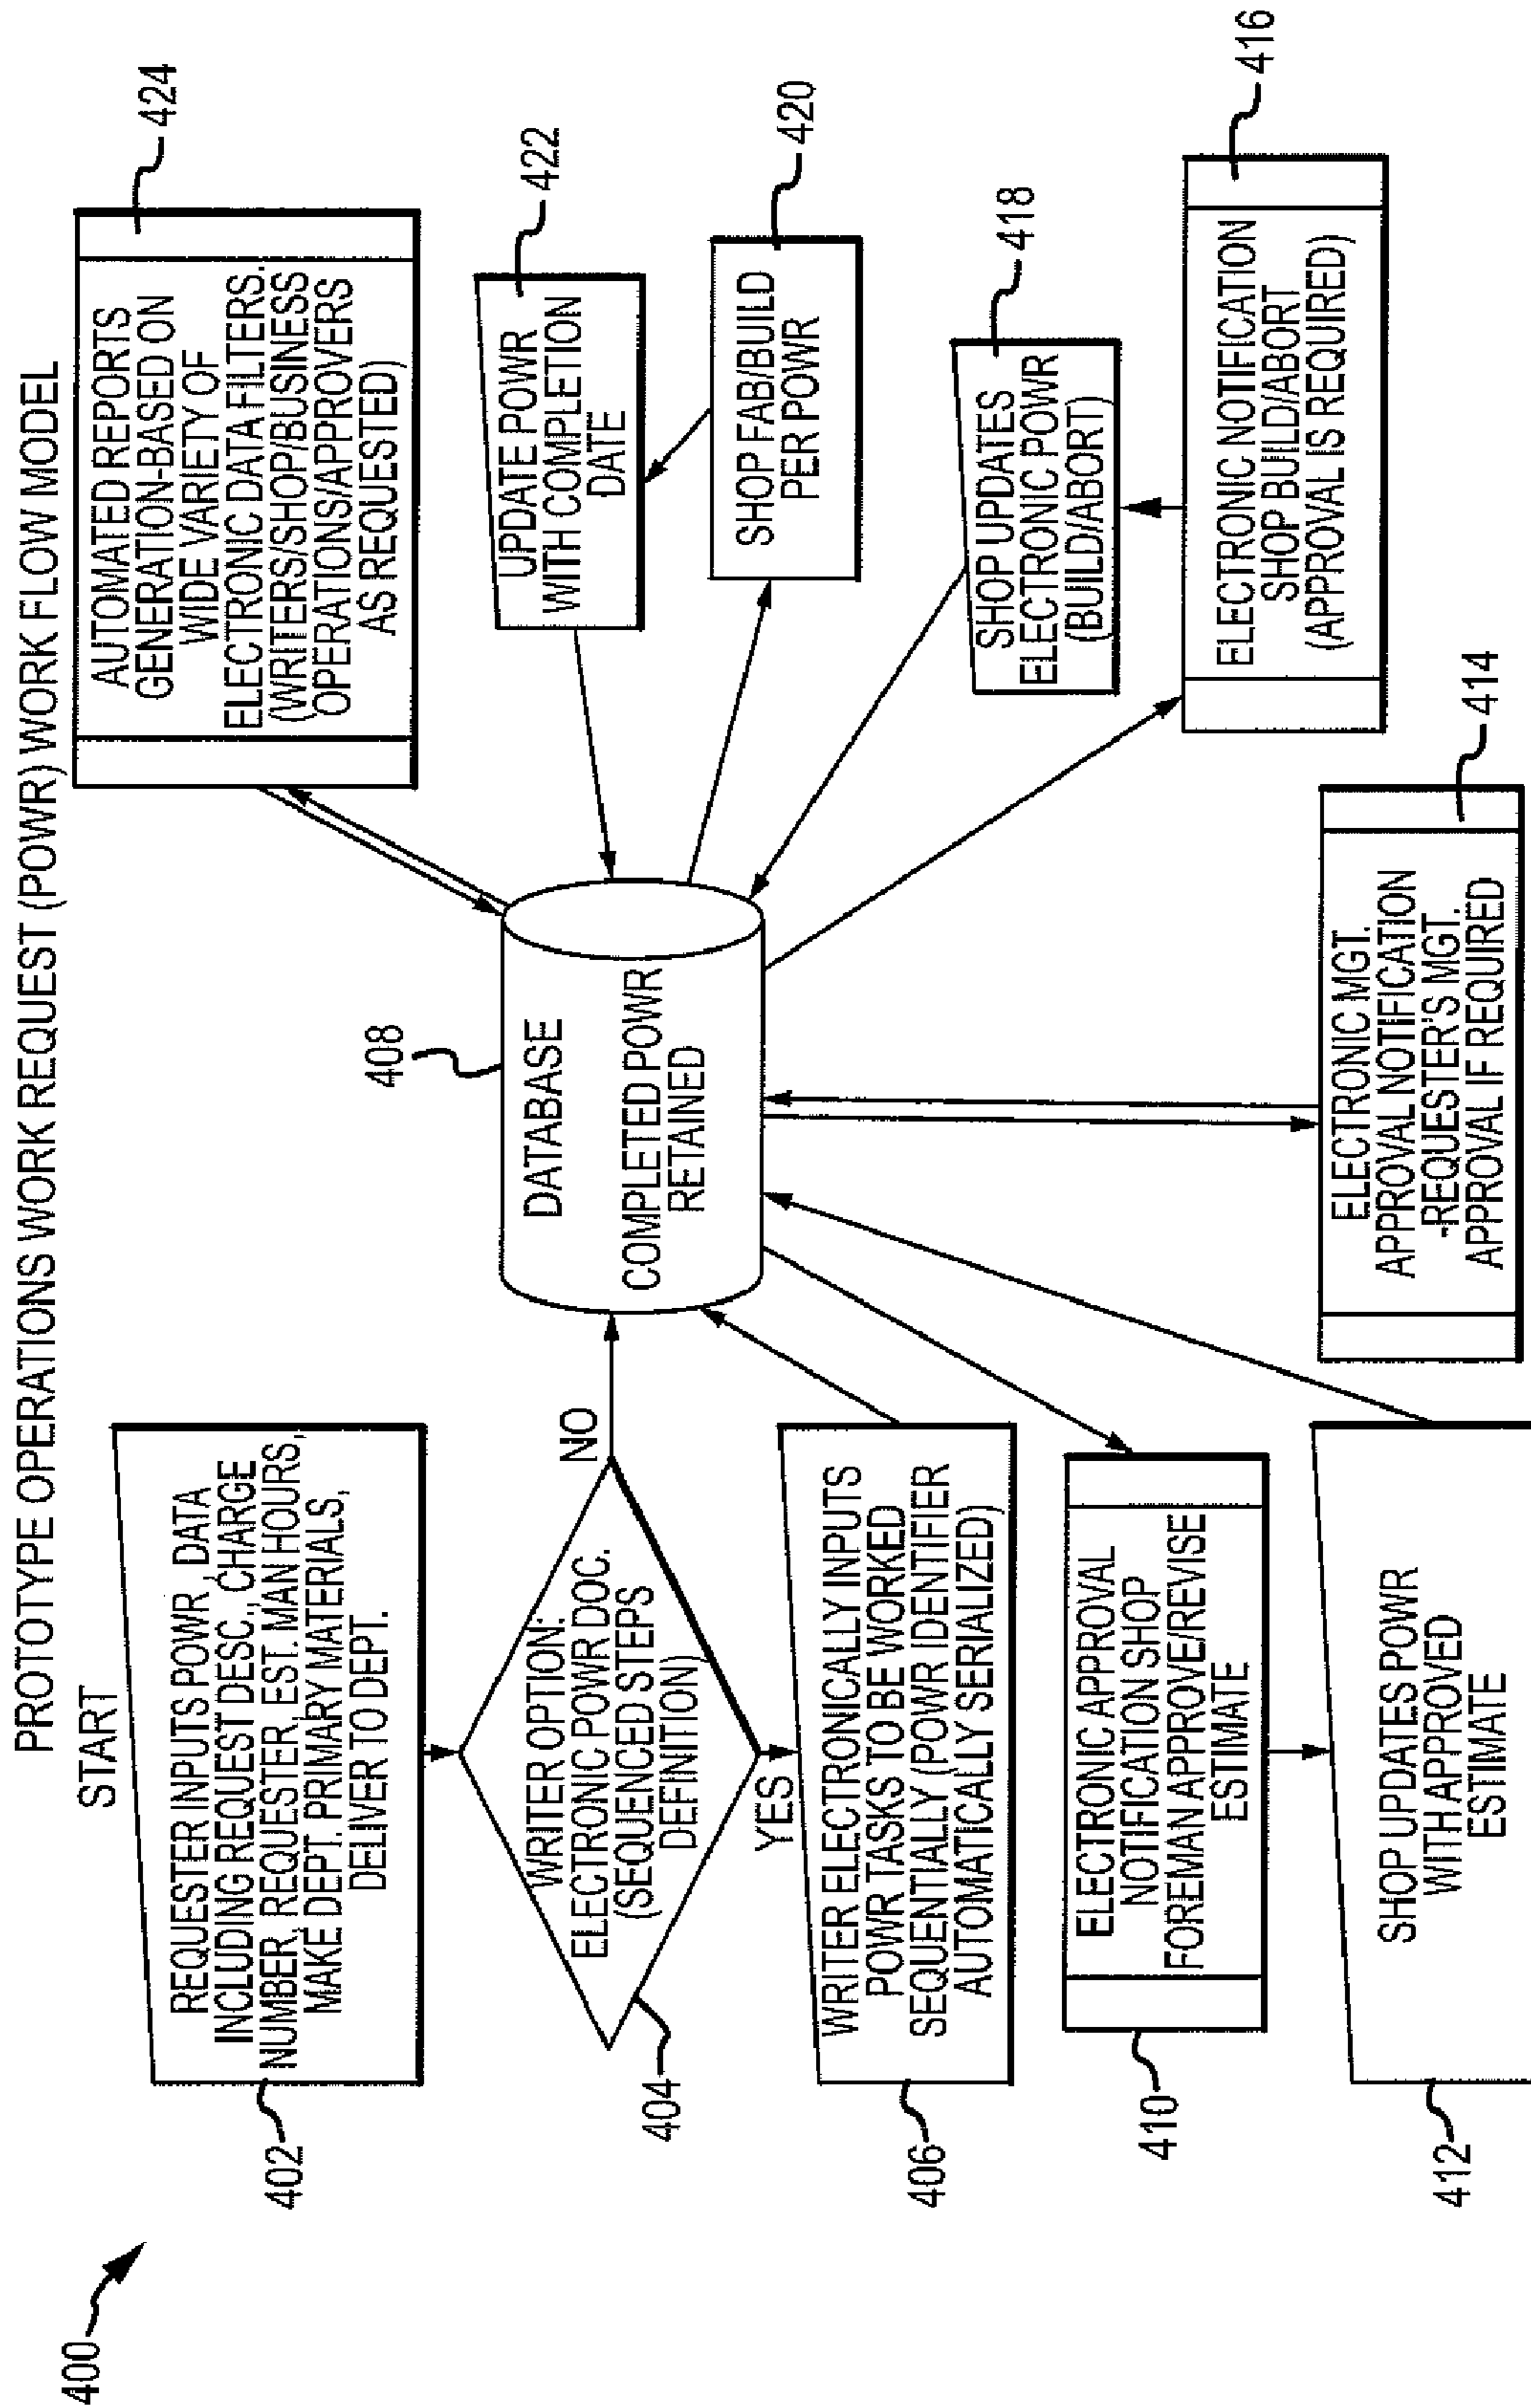 PROTOTYPE OPERATIONS WORK REQUEST (POWR) WORK FLOW MODEL
400
START
402
REQUESTER INPUTS POWR, DATA
INCLUDING REQUEST DESC., CHARGE
NUMBER, REQUESTER, EST. MAN HOURS,
MAKE DEPT. PRIMARY MATERIALS,
DELIVER TO DEPT.
404
WRITER OPTION:
ELECTRONIC POWR DOC.
(SEQUENCED STEPS
DEFINITION)
NO
YES
406
WRITER ELECTRONICALLY INPUTS
POWR TASKS TO BE WORKED
SEQUENTIALLY (POWR IDENTIFIER
AUTOMATICALLY SERIALIZED)
408
DATABASE
COMPLETED POWR
RETAINED
410
ELECTRONIC APPROVAL
NOTIFICATION SHOP
FOREMAN APPROVE/REVISE
ESTIMATE
412
SHOP UPDATES POWR
WITH APPROVED
ESTIMATE
414
ELECTRONIC MGT.
APPROVAL NOTIFICATION
-REQUESTER'S MGT.
APPROVAL IF REQUIRED
416
ELECTRONIC NOTIFICATION
SHOP BUILD/ABORT
(APPROVAL IS REQUIRED)
418
SHOP UPDATES
ELECTRONIC POWR
(BUILD/ABORT)
420
SHOP FAB/BUILD
PER POWR
422
UPDATE POWR
WITH COMPLETION
DATE
424
AUTOMATED REPORTS
GENERATION-BASED ON
WIDE VARIETY OF
ELECTRONIC DATA FILTERS.
(WRITERS/SHOP/BUSINESS
OPERATIONS/APPROVERS
AS REQUESTED)